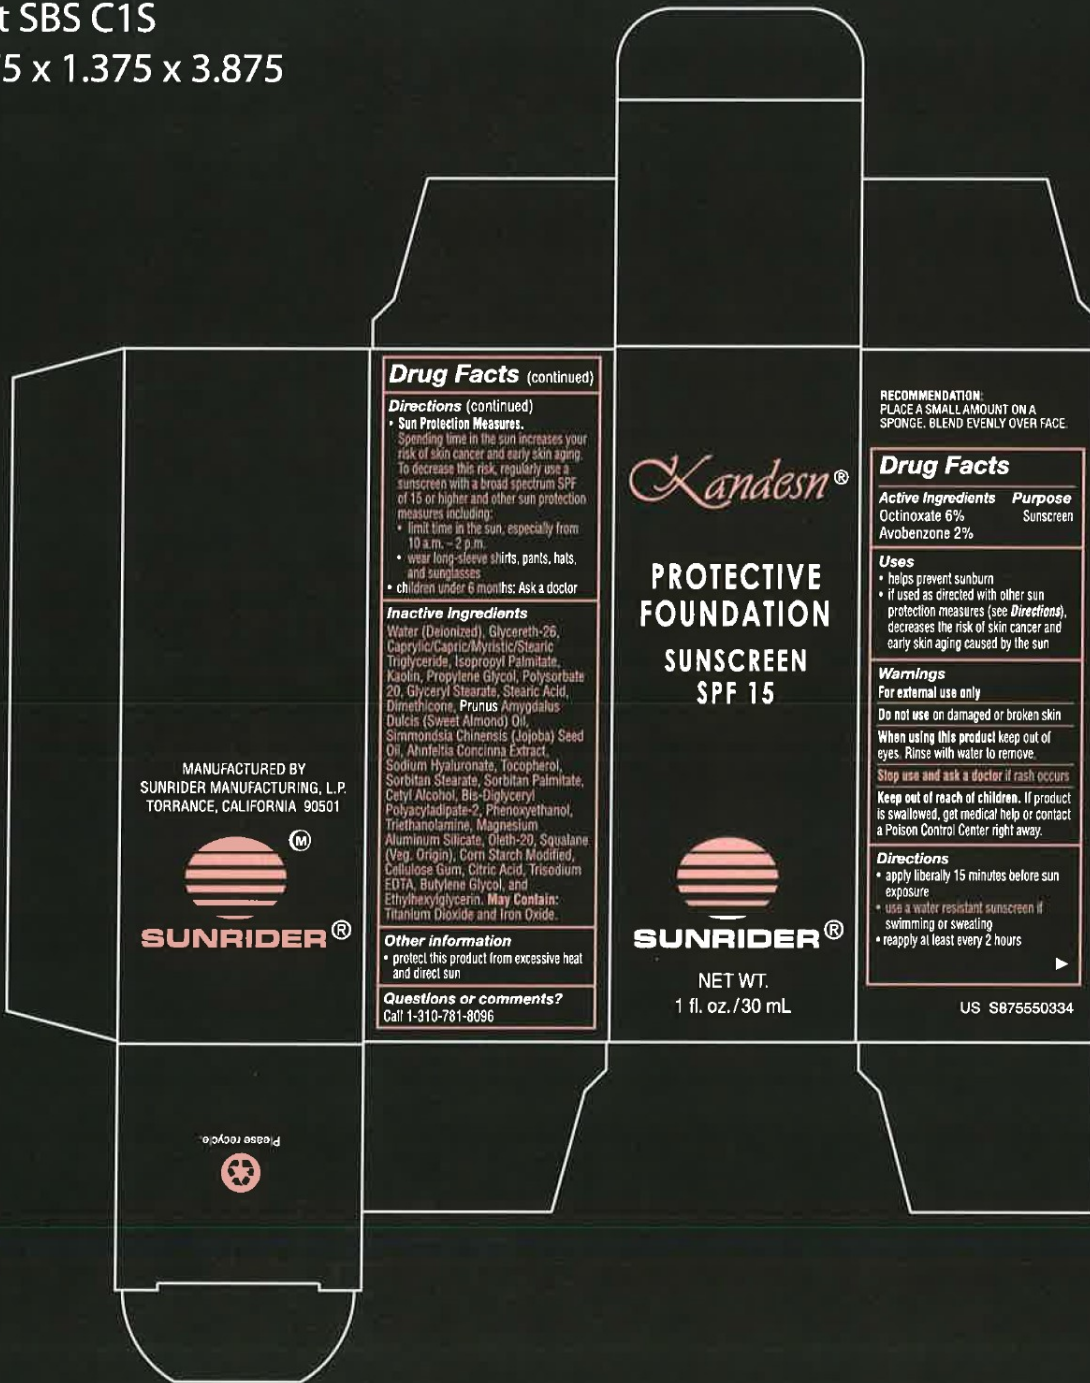 t SBS C1S
5 x 1.375 x 3.875
MANUFACTURED BY
SUNRIDER MANUFACTURING, L.P.
TORRANCE, CALIFORNIA 90501
M
SUNRIDER®
Please recycle.
Drug Facts (continued)
Directions (continued)
• Sun Protection Measures.
Spending time in the sun increases your
risk of skin cancer and early skin aging.
To decrease this risk, regularly use a
sunscreen with a broad spectrum SPF
of 15 or higher and other sun protection
measures including:
• limit time in the sun, especially from
10 a.m. – 2 p.m.
• wear long-sleeve shirts, pants, hats,
and sunglasses
• children under 6 months: Ask a doctor
Inactive Ingredients
Water (Deionized), Glycereth-26,
Caprylic/Capric/Myristic/Stearic
Triglyceride, Isopropyl Palmitate,
Kaolin, Propylene Glycol, Polysorbate
20, Glyceryl Stearate, Stearic Acid,
Dimethicone, Prunus Amygdalus
Dulcis (Sweet Almond) Oil,
Simmondsia Chinensis (Jojoba) Seed
Oil, Ahnfeltia Concinna Extract,
Sodium Hyaluronate, Tocopherol,
Sorbitan Stearate, Sorbitan Palmitate,
Cetyl Alcohol, Bis-Diglyceryl
Polyacyladipate-2, Phenoxyethanol,
Triethanolamine, Magnesium
Aluminum Silicate, Oleth-20, Squalane
(Veg. Origin), Corn Starch Modified,
Cellulose Gum, Citric Acid, Trisodium
EDTA, Butylene Glycol, and
Ethylhexylglycerin. May Contain:
Titanium Dioxide and Iron Oxide.
Other information
• protect this product from excessive heat
and direct sun
Questions or comments?
Call 1-310-781-8096
Kandesn®
PROTECTIVE
FOUNDATION
SUNSCREEN
SPF 15
SUNRIDER®
NET WT.
1 fl. oz./30 mL
RECOMMENDATION:
PLACE A SMALL AMOUNT ON A
SPONGE. BLEND EVENLY OVER FACE.
Drug Facts
Active Ingredients Purpose
Octinoxate 6% Sunscreen
Avobenzone 2%
Uses
• helps prevent sunburn
• if used as directed with other sun
protection measures (see Directions),
decreases the risk of skin cancer and
early skin aging caused by the sun
Warnings
For external use only
Do not use on damaged or broken skin
When using this product keep out of
eyes. Rinse with water to remove.
Stop use and ask a doctor if rash occurs
Keep out of reach of children. If product
is swallowed, get medical help or contact
a Poison Control Center right away.
Directions
• apply liberally 15 minutes before sun
exposure
• use a water resistant sunscreen if
swimming or sweating
• reapply at least every 2 hours
US S875550334